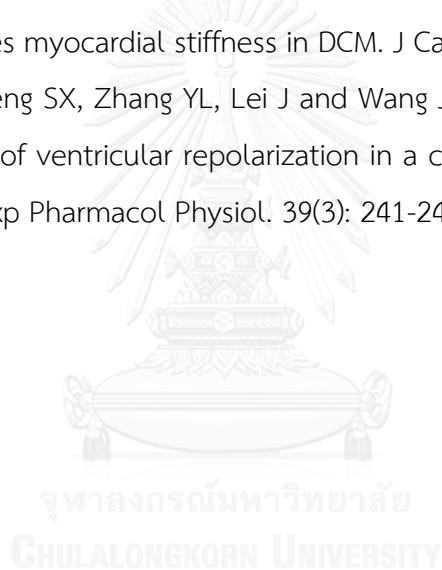 es myocardial stiffness in DCM. J Ca
eng SX, Zhang YL, Lei J and Wang J
of ventricular repolarization in a c
xp Pharmacol Physiol. 39(3): 241-24
จุฬาลงกรณ์มหาวิทยาลัย
CHULALONGKORN UNIVERSITY